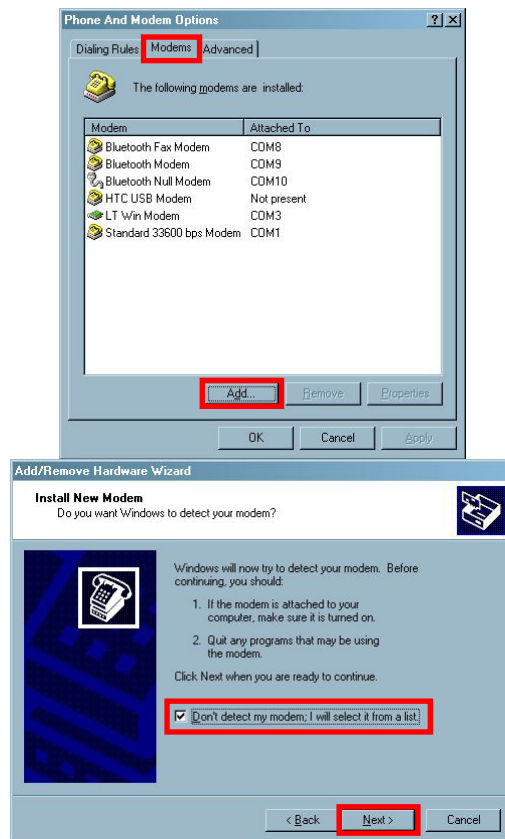 Phone And Modem Options
Dialing Rules Modems Advanced
The following modems are installed:
Modem Attached To
Bluetooth Fax Modem COM8
Bluetooth Modem COM9
Bluetooth Null Modem COM10
HTC USB Modem Not present
LT Win Modem COM3
Standard 33600 bps Modem COM1
Add... Remove Properties
OK Cancel Apply
Add/Remove Hardware Wizard
Install New Modem
Do you want Windows to detect your modem?
Windows will now try to detect your modem. Before
continuing, you should:
1. If the modem is attached to your
computer, make sure it is turned on.
2. Quit any programs that may be using
the modem.
Click Next when you are ready to continue.
Don't detect my modem; I will select it from a list.
< Back Next > Cancel